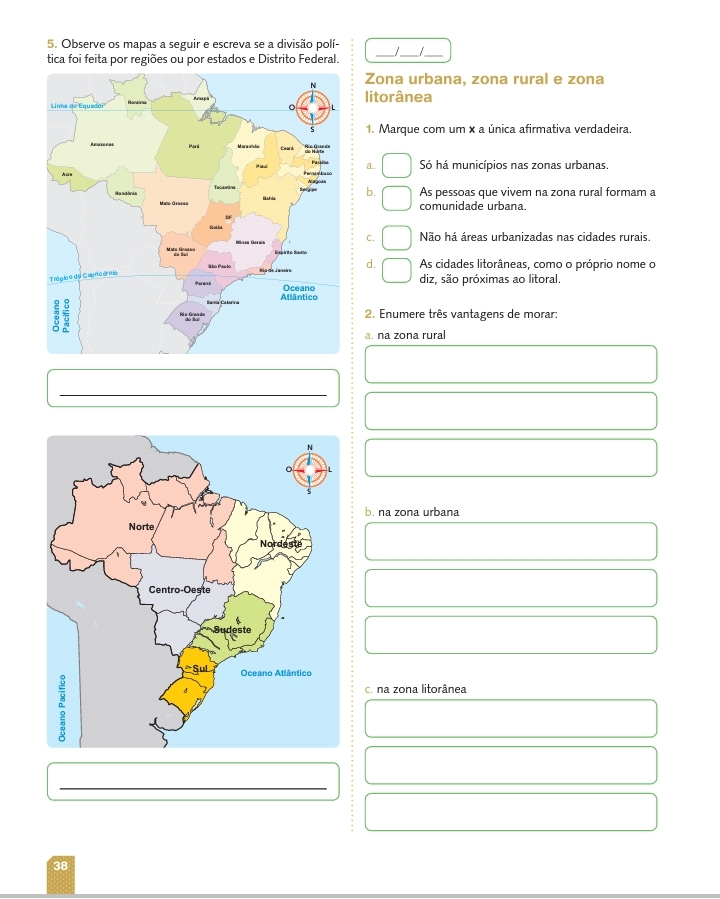 5. Observe os mapas a seguir e escreva se a divisão polí-
tica foi feita por regiões ou por estados e Distrito Federal.
N
O
L
S
Linha do Equador
Roraima
Amapá
Amazonas
Pará
Maranhão
Ceará
Rio Grande
do Norte
Paraíba
Pernambuco
Alagoas
Sergipe
Piauí
Acre
Rondônia
Tocantins
Bahia
Mato Grosso
DF
Goiás
Minas Gerais
Mato Grosso
do Sul
Espírito Santo
São Paulo
Rio de Janeiro
Trópico de Capricórnio
Paraná
Santa Catarina
Rio Grande
do Sul
Oceano
Atlântico
Oceano
Pacífico
N
O
L
S
Norte
Nordeste
Centro-Oeste
Sudeste
Sul
Oceano Atlântico
Oceano Pacífico
38
___/___/___
Zona urbana, zona rural e zona
litorânea
1. Marque com um x a única afirmativa verdadeira.
a. Só há municípios nas zonas urbanas.
b. As pessoas que vivem na zona rural formam a
comunidade urbana.
c. Não há áreas urbanizadas nas cidades rurais.
d. As cidades litorâneas, como o próprio nome o
diz, são próximas ao litoral.
2. Enumere três vantagens de morar:
a. na zona rural
b. na zona urbana
c. na zona litorânea